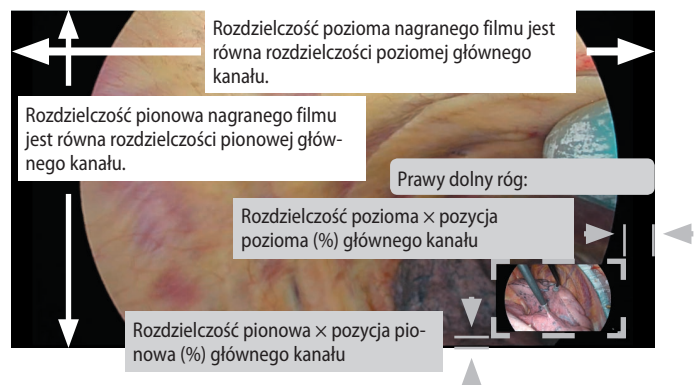 Rozdzielczość pozioma nagranego filmu jest
równa rozdzielczości poziomej głównego
kanału.
Rozdzielczość pionowa nagranego filmu
jest równa rozdzielczości pionowej głów-
nego kanału.
Prawy dolny róg:
Rozdzielczość pozioma × pozycja
pozioma (%) głównego kanału
Rozdzielczość pionowa × pozycja pio-
nowa (%) głównego kanału